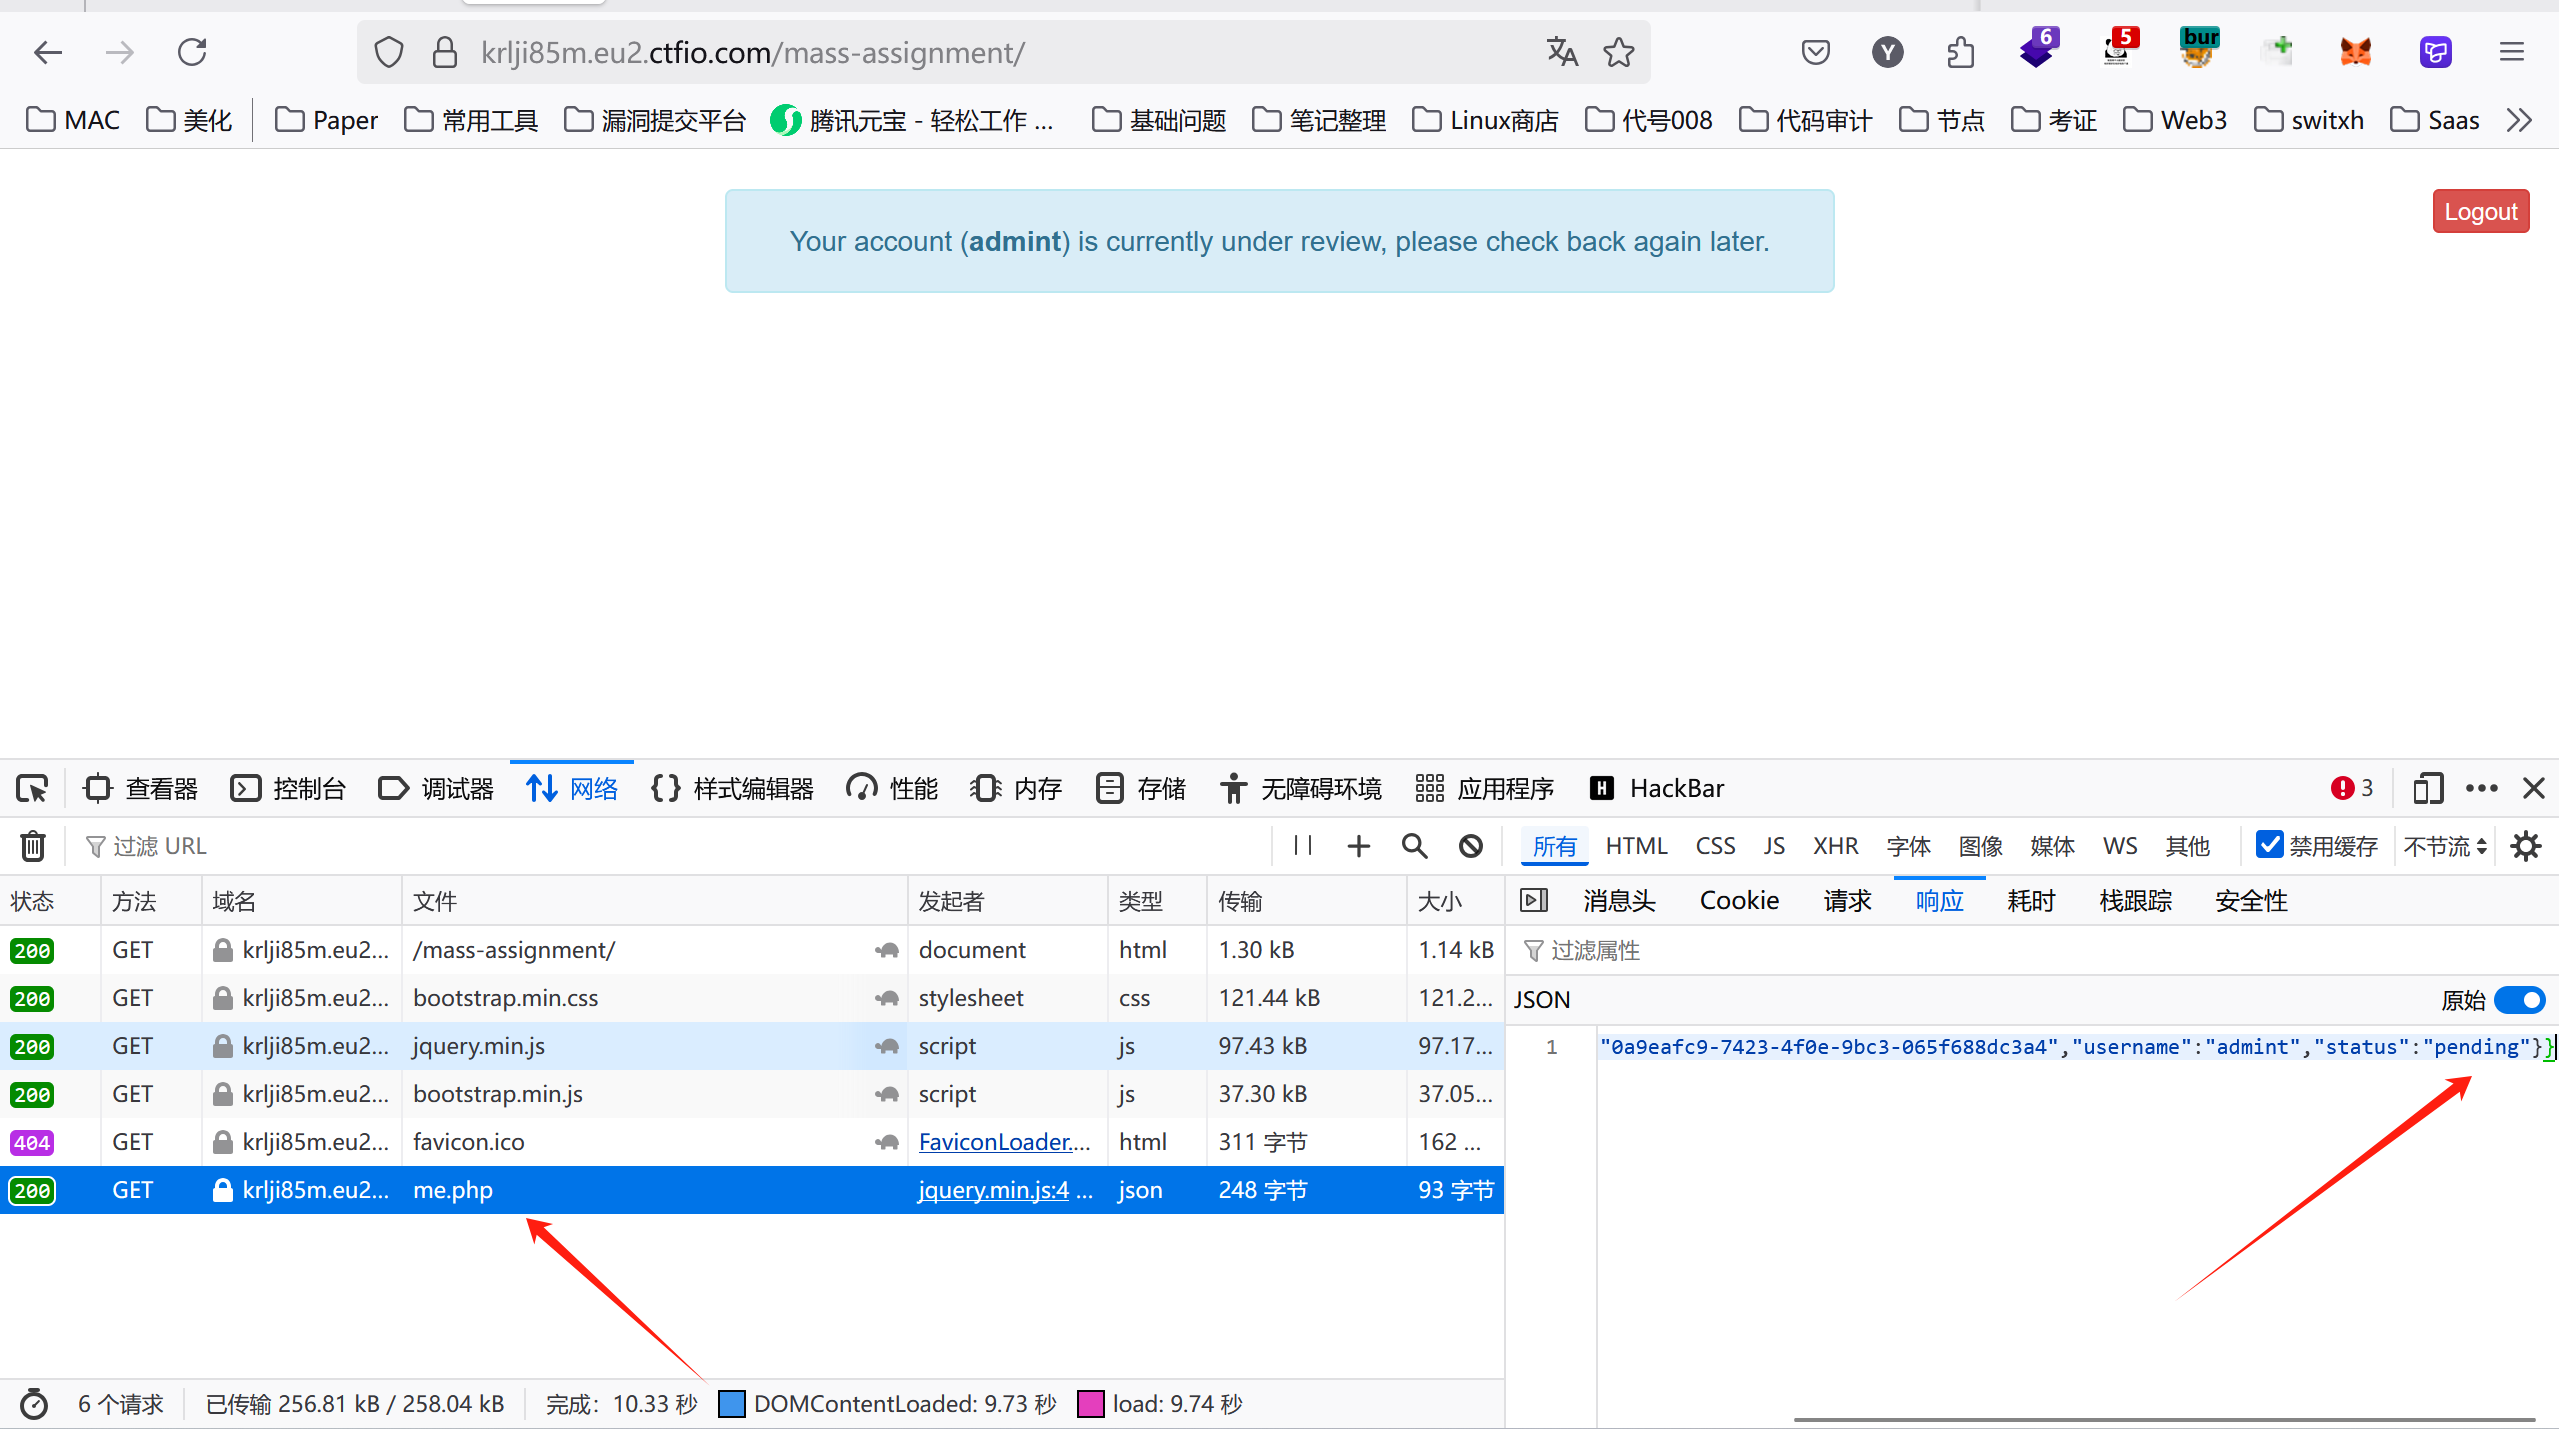 krlji85m.eu2.ctfio.com/mass-assignment/
Y
6
5
bur
MAC
美化
Paper
常用工具
漏洞提交平台
腾讯元宝 - 轻松工作 ...
基础问题
笔记整理
Linux商店
代号008
代码审计
节点
考证
Web3
switxh
Saas
Your account (admint) is currently under review, please check back again later.
Logout
查看器
控制台
调试器
网络
样式编辑器
性能
内存
存储
无障碍环境
应用程序
H
HackBar
3
过滤 URL
所有
HTML
CSS
JS
XHR
字体
图像
媒体
WS
其他
禁用缓存
不节流
状态 方法 域名 文件 发起者 类型 传输 大小
200 GET krlji85m.eu2... /mass-assignment/ document html 1.30 kB 1.14 kB
200 GET krlji85m.eu2... bootstrap.min.css stylesheet css 121.44 kB 121.2...
200 GET krlji85m.eu2... jquery.min.js script js 97.43 kB 97.17...
200 GET krlji85m.eu2... bootstrap.min.js script js 37.30 kB 37.05...
404 GET krlji85m.eu2... favicon.ico FaviconLoader.... html 311 字节 162 ...
200 GET krlji85m.eu2... me.php jquery.min.js:4 ... json 248 字节 93 字节
消息头
Cookie
请求
响应
耗时
栈跟踪
安全性
过滤属性
JSON
原始
1
"0a9eafc9-7423-4f0e-9bc3-065f688dc3a4","username":"admint","status":"pending"}}
6 个请求
已传输 256.81 kB / 258.04 kB
完成：10.33 秒
DOMContentLoaded: 9.73 秒
load: 9.74 秒